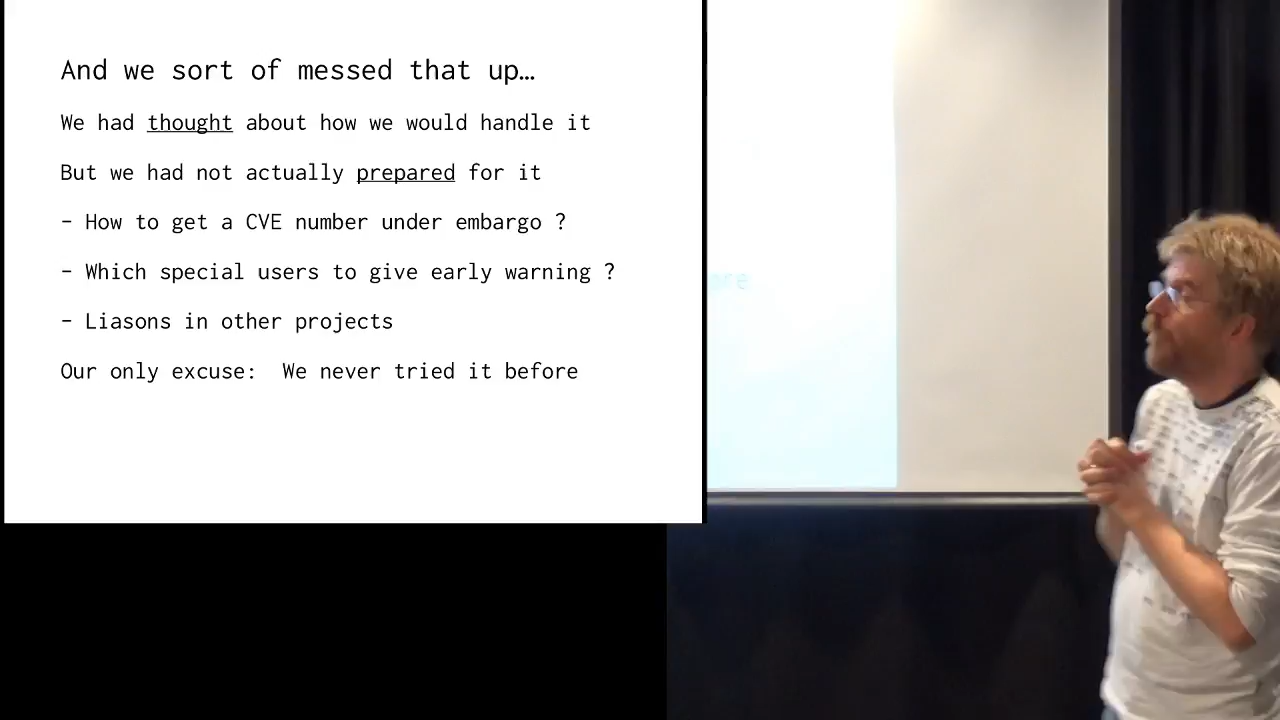 And we sort of messed that up…
We had thought about how we would handle it
But we had not actually prepared for it
- How to get a CVE number under embargo ?
- Which special users to give early warning ?
- Liasons in other projects
Our only excuse:  We never tried it before